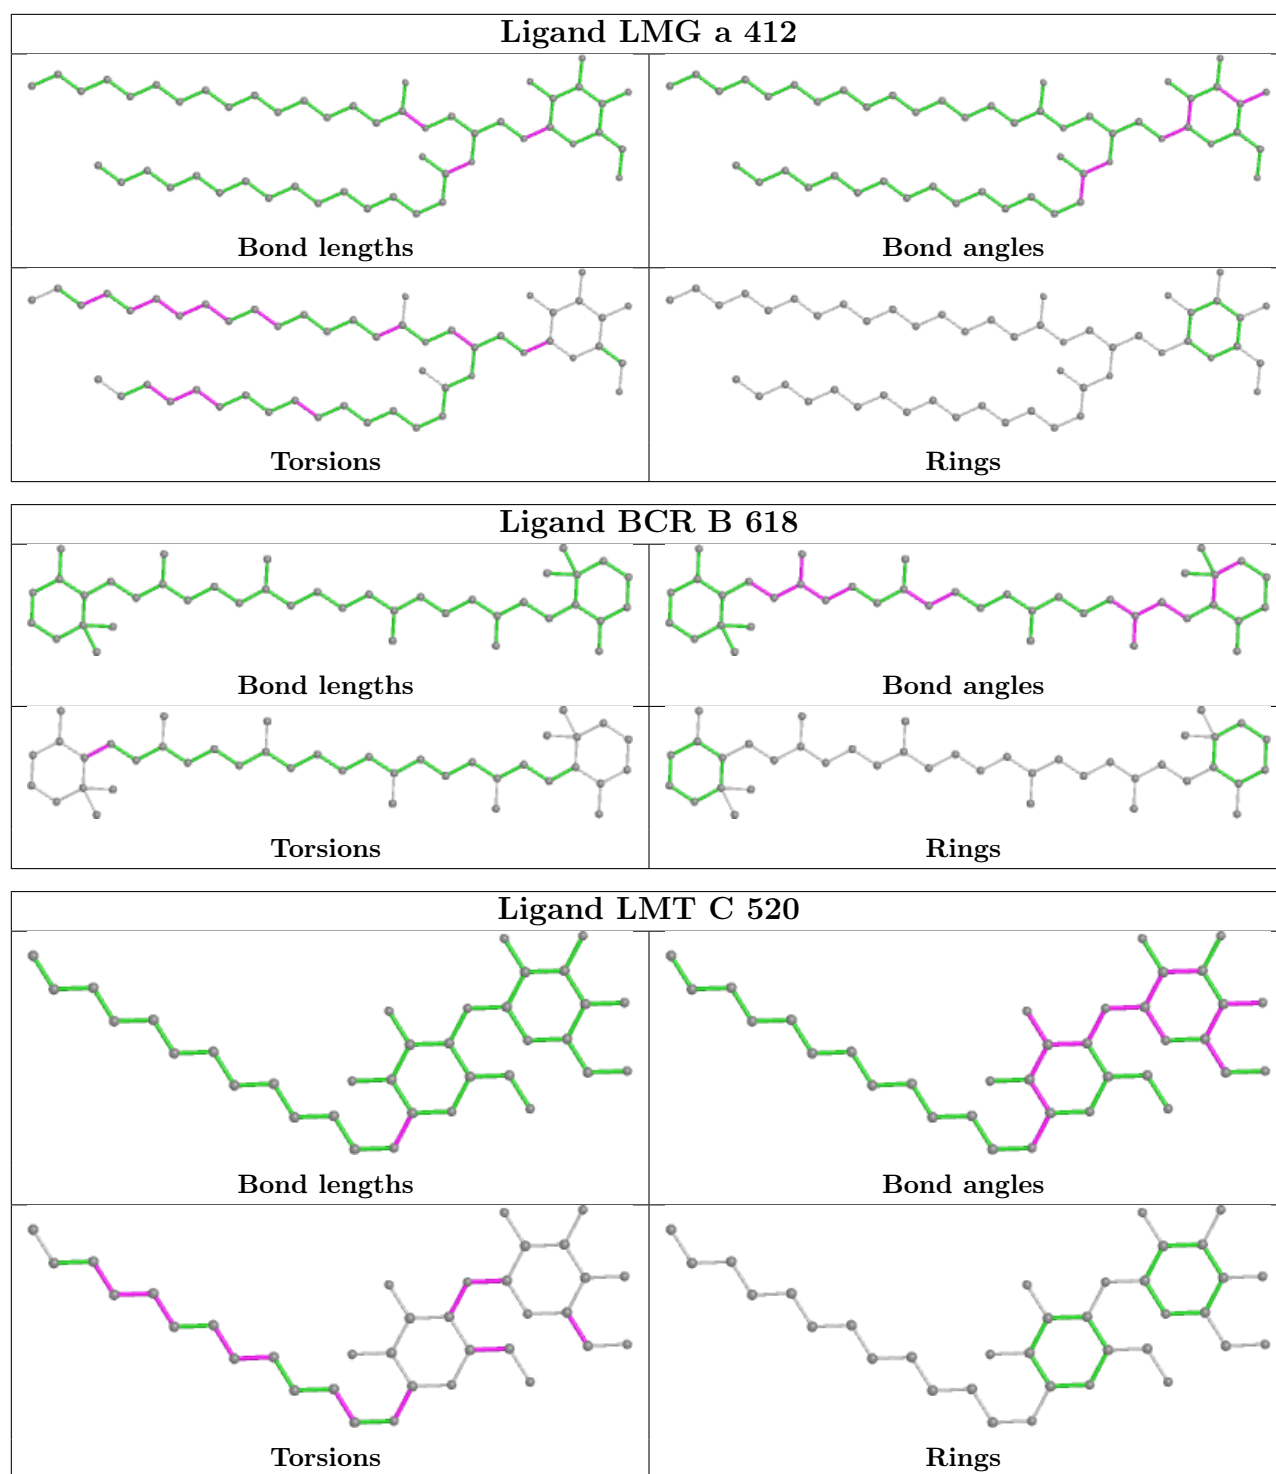 Ligand LMG a 412
Bond lengths
Bond angles
Torsions
Rings
Ligand BCR B 618
Bond lengths
Bond angles
Torsions
Rings
Ligand LMT C 520
Bond lengths
Bond angles
Torsions
Rings